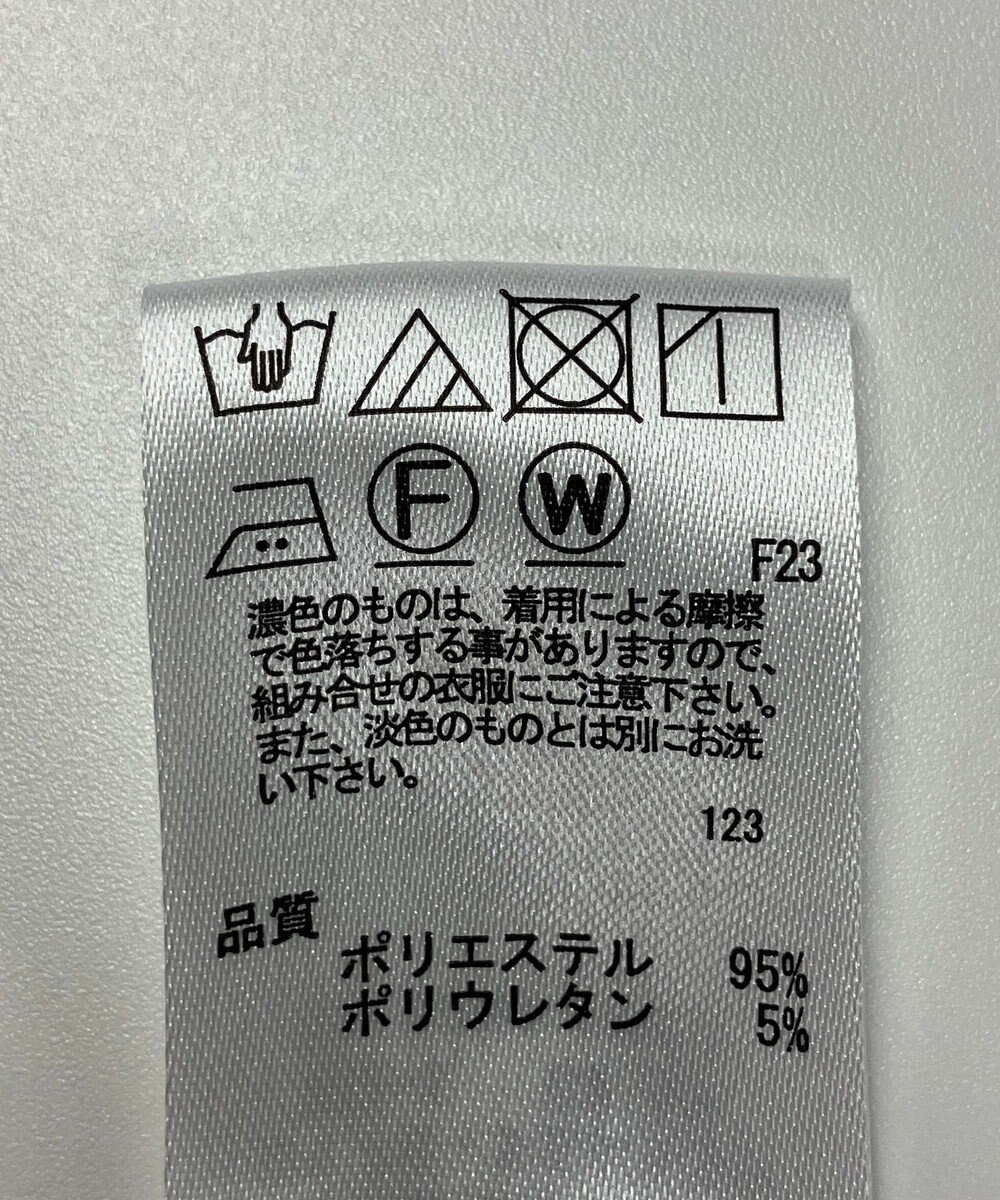 F W
F23
濃色のものは、着用による摩擦
で色落ちする事がありますので、
組み合せの衣服にご注意下さい。
また、淡色のものとは別にお洗
い下さい。
123
品質
ポリエステル 95%
ポリウレタン 5%